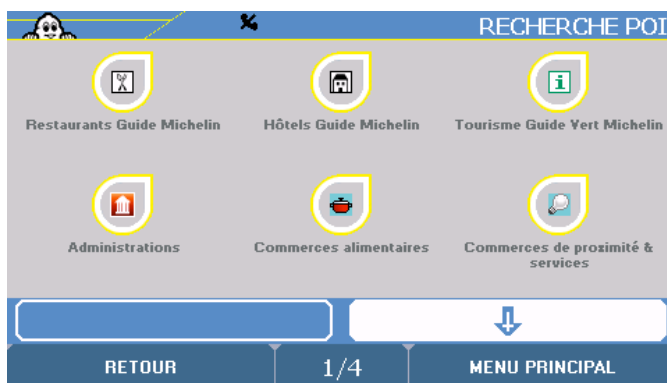 RECHERCHE POI
Restaurants Guide Michelin
Hôtels Guide Michelin
Tourisme Guide Vert Michelin
Administrations
Commerces alimentaires
Commerces de proximité &
services
RETOUR
1/4
MENU PRINCIPAL